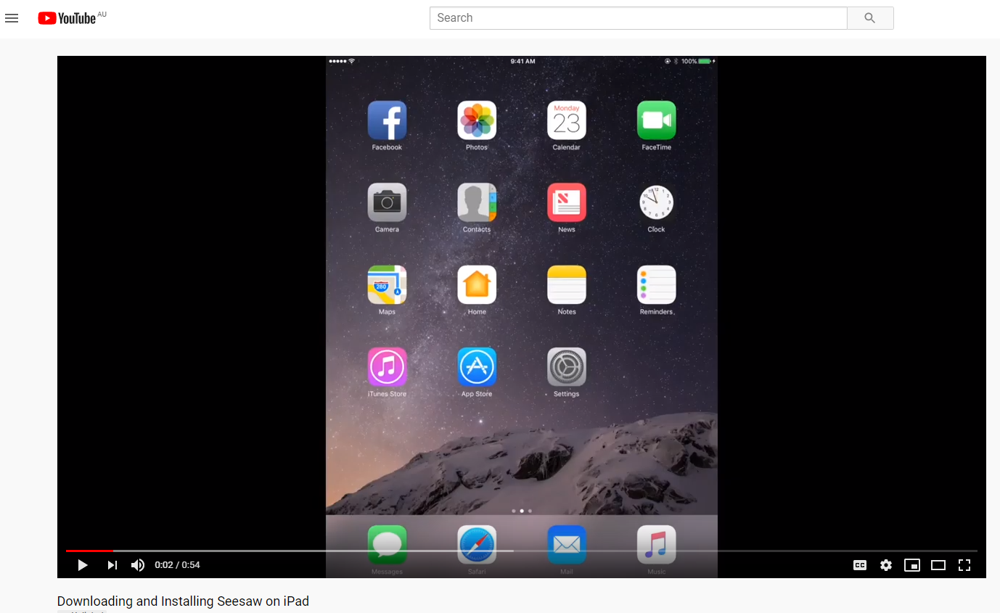 YouTube AU
Search
9:41 AM
100%
Facebook
Photos
Monday
23
Calendar
FaceTime
Camera
Contacts
News
Clock
280
Maps
Home
Notes
Reminders
iTunes Store
App Store
Settings
Messages
Safari
Mail
Music
0:02 / 0:54
CC
Downloading and Installing Seesaw on iPad